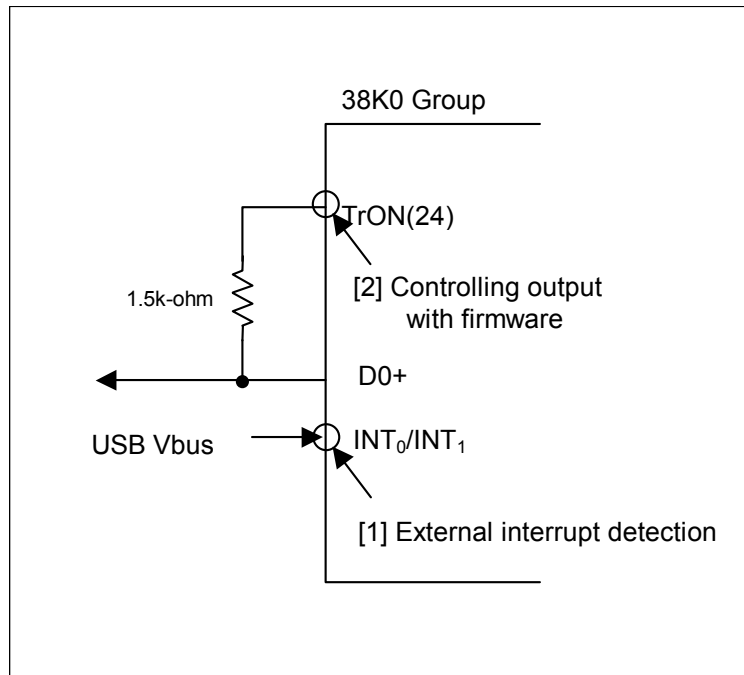 38K0 Group
TrON(24)
1.5k-ohm
[2] Controlling output
with firmware
D0+
USB Vbus
INT₀/INT₁
[1] External interrupt detection